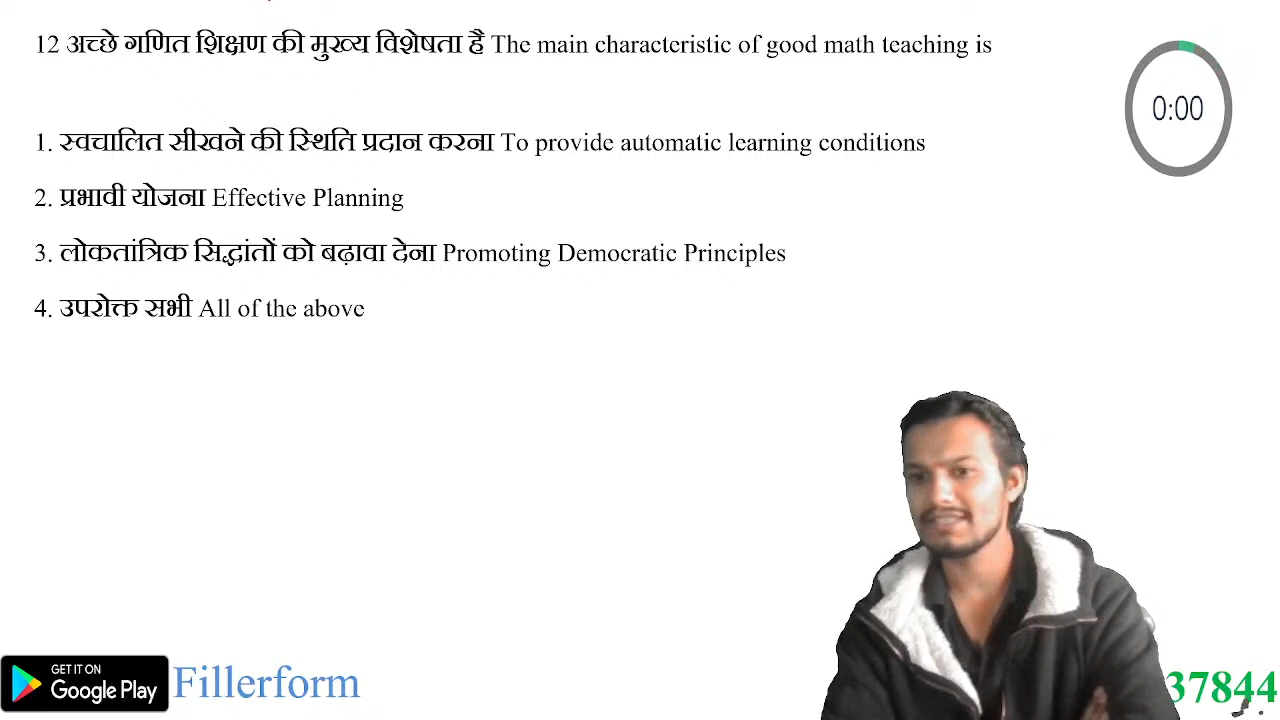 12 अच्छे गणित शिक्षण की मुख्य विशेषता है The main characteristic of good math teaching is
0:00
1. स्वचालित सीखने की स्थिति प्रदान करना To provide automatic learning conditions
2. प्रभावी योजना Effective Planning
3. लोकतांत्रिक सिद्धांतों को बढ़ावा देना Promoting Democratic Principles
4. उपरोक्त सभी All of the above
GET IT ON
Google Play
Fillerform
37844